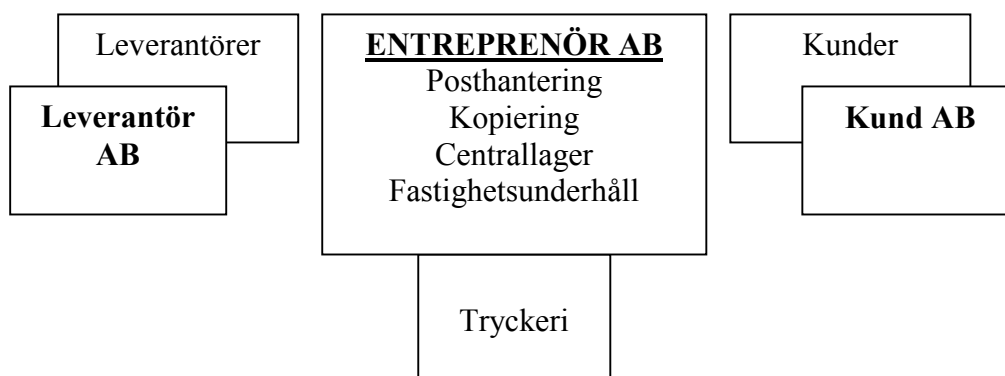 Leverantörer
Leverantör
AB
ENTREPRENÖR AB
Posthantering
Kopiering
Centrallager
Fastighetsunderhåll
Kunder
Kund AB
Tryckeri